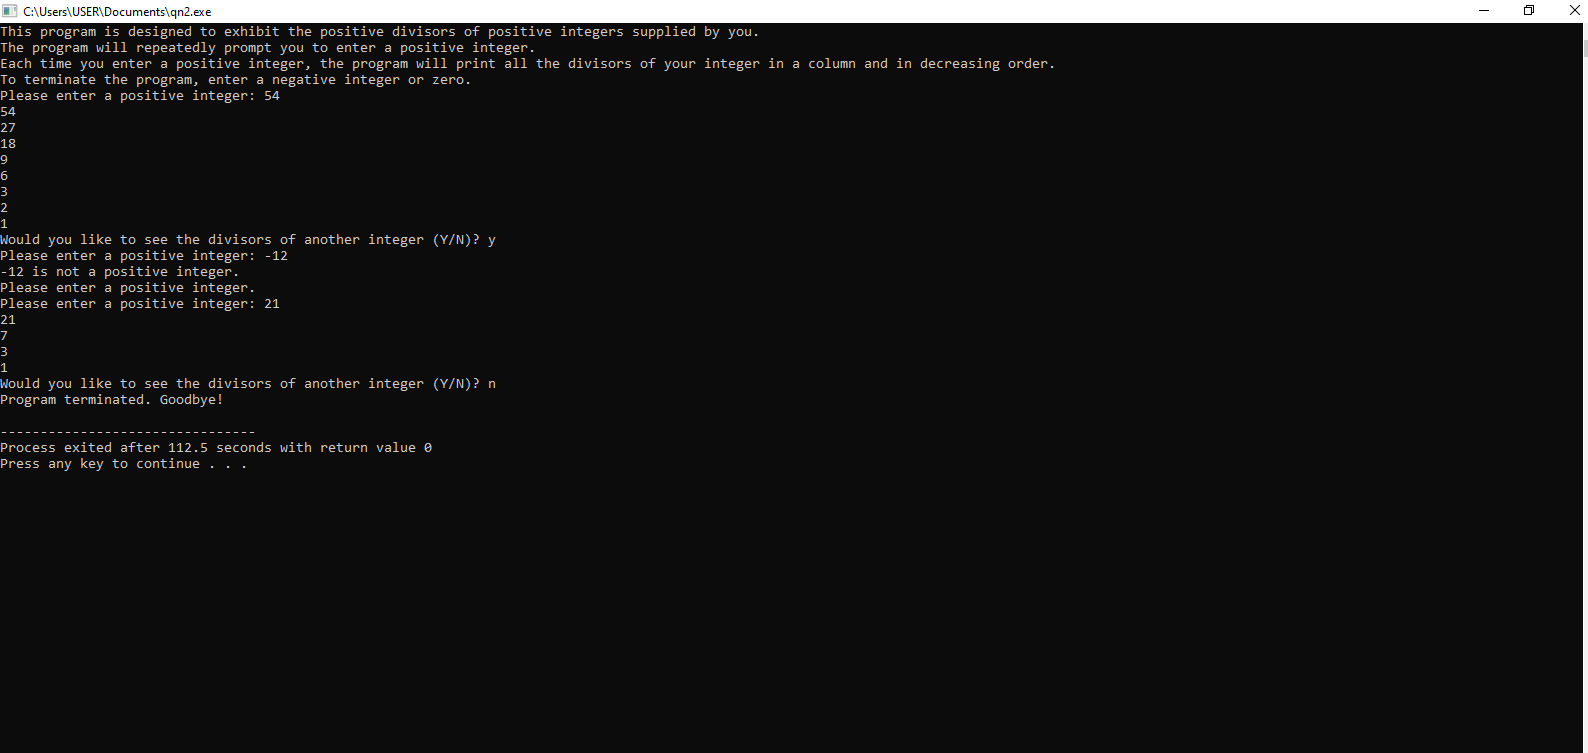 C:\Users\USER\Documents\qn2.exe
This program is designed to exhibit the positive divisors of positive integers supplied by you.
The program will repeatedly prompt you to enter a positive integer.
Each time you enter a positive integer, the program will print all the divisors of your integer in a column and in decreasing order.
To terminate the program, enter a negative integer or zero.
Please enter a positive integer: 54
54
27
18
9
6
3
2
1
Would you like to see the divisors of another integer (Y/N)? y
Please enter a positive integer: -12
-12 is not a positive integer.
Please enter a positive integer.
Please enter a positive integer: 21
21
7
3
1
Would you like to see the divisors of another integer (Y/N)? n
Program terminated. Goodbye!

--------------------------------
Process exited after 112.5 seconds with return value 0
Press any key to continue . . .